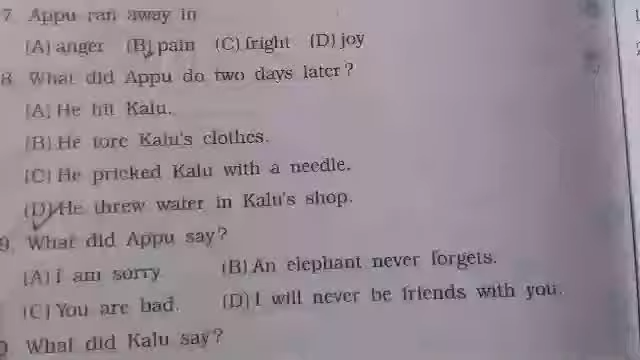 7. Appu ran away in
(A) anger (B) pain (C) fright (D) joy
8. What did Appu do two days later?
(A) He hit Kalu.
(B) He tore Kalu's clothes.
(C) He pricked Kalu with a needle.
(D) He threw water in Kalu's shop.
9. What did Appu say?
(A) I am sorry. (B) An elephant never forgets.
(C) You are bad. (D) I will never be friends with you.
What did Kalu say?